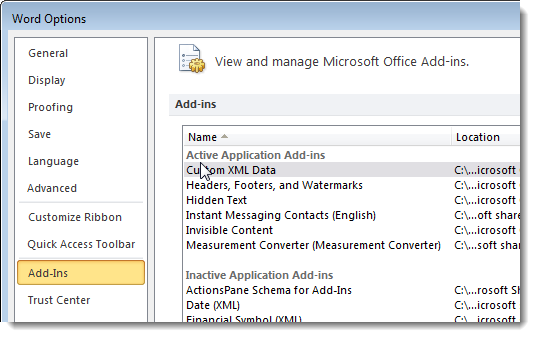 Word Options
General
Display
Proofing
Save
Language
Advanced
Customize Ribbon
Quick Access Toolbar
Add-Ins
Trust Center
View and manage Microsoft Office Add-ins.
Add-ins
Name Location
Active Application Add-ins
Custom XML Data C:\...icrosoft
Headers, Footers, and Watermarks C:\...icrosoft
Hidden Text C:\...icrosoft
Instant Messaging Contacts (English) C:\...oft share
Invisible Content C:\...icrosoft
Measurement Converter (Measurement Converter) C:\...soft share
Inactive Application Add-ins
ActionsPane Schema for Add-Ins C:\...rosoft Sh
Date (XML) C:\...icrosoft
Financial Symbol (XML) C:\...icrosoft